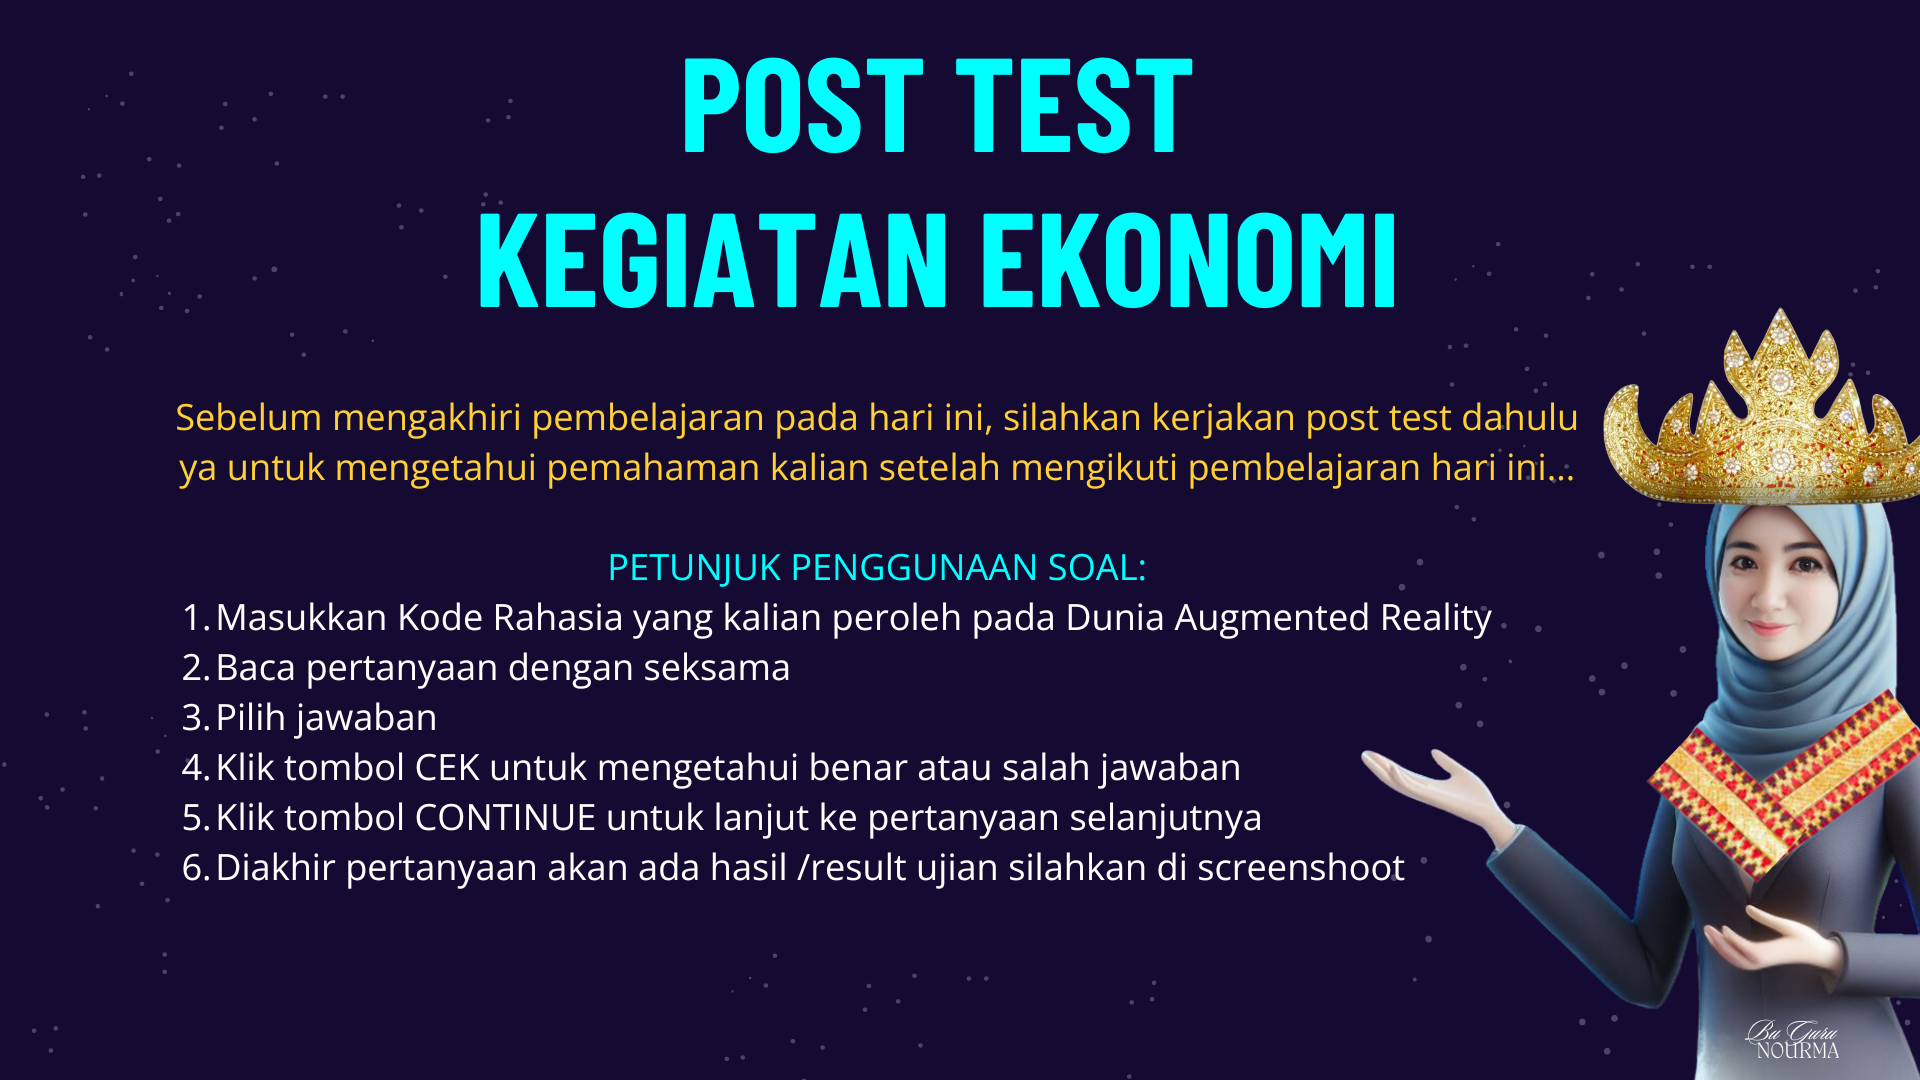 POST TEST
KEGIATAN EKONOMI
Sebelum mengakhiri pembelajaran pada hari ini, silahkan kerjakan post test dahulu
ya untuk mengetahui pemahaman kalian setelah mengikuti pembelajaran hari ini...
PETUNJUK PENGGUNAAN SOAL:
1. Masukkan Kode Rahasia yang kalian peroleh pada Dunia Augmented Reality
2. Baca pertanyaan dengan seksama
3. Pilih jawaban
4. Klik tombol CEK untuk mengetahui benar atau salah jawaban
5. Klik tombol CONTINUE untuk lanjut ke pertanyaan selanjutnya
6. Diakhir pertanyaan akan ada hasil /result ujian silahkan di screenshoot
Bu Guru
NOURMA